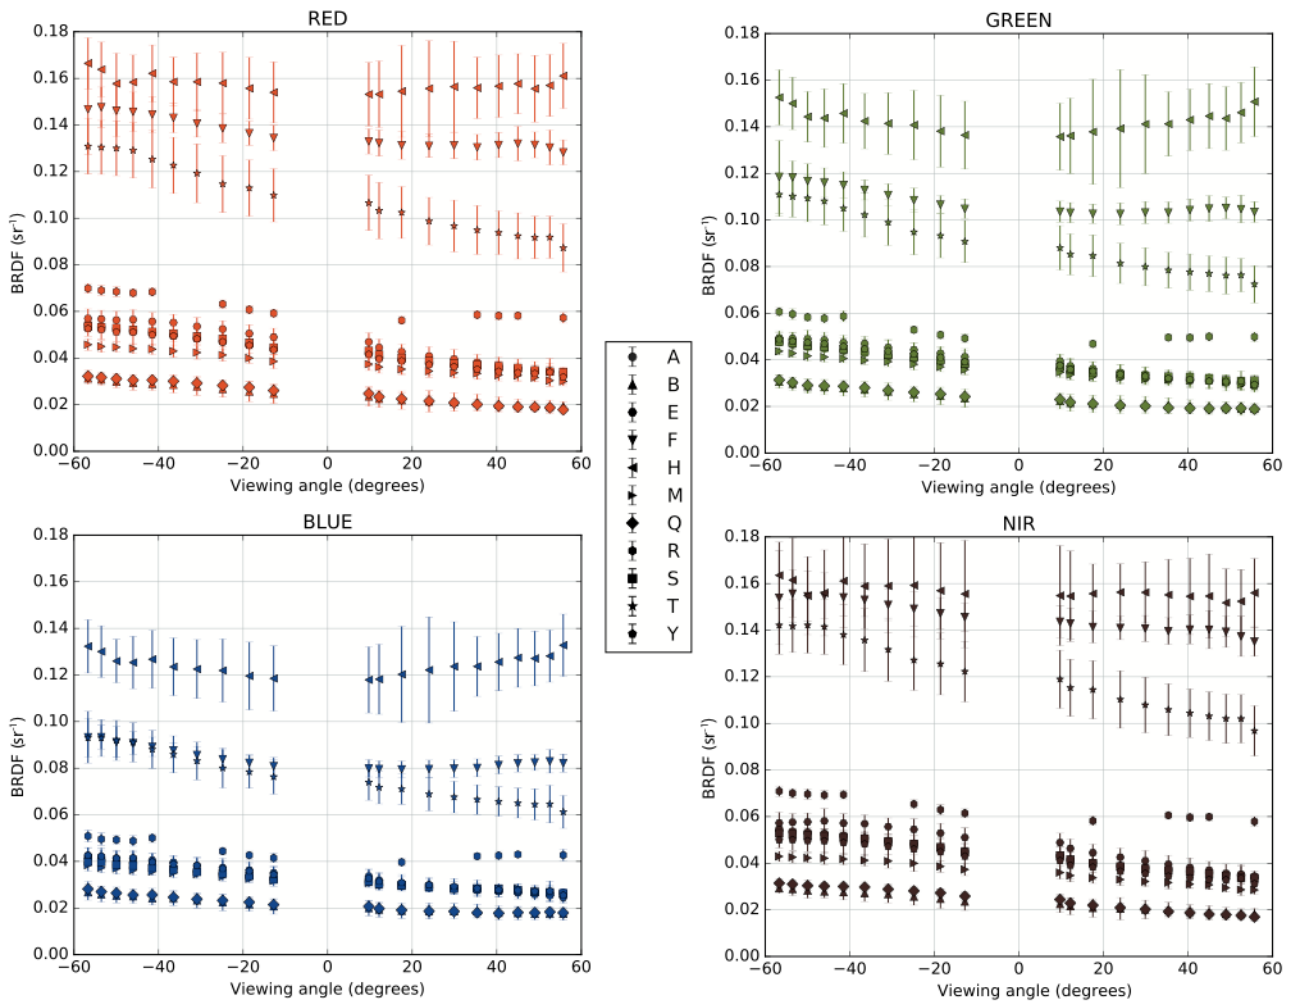 RED
0.18
0.16
0.14
0.12
0.10
0.08
0.06
0.04
0.02
0.00
BRDF (sr⁻¹)
−60 −40 −20 0 20 40 60
Viewing angle (degrees)
GREEN
0.18
0.16
0.14
0.12
0.10
0.08
0.06
0.04
0.02
0.00
BRDF (sr⁻¹)
−60 −40 −20 0 20 40 60
Viewing angle (degrees)
A
B
E
F
H
M
Q
R
S
T
Y
BLUE
0.18
0.16
0.14
0.12
0.10
0.08
0.06
0.04
0.02
0.00
BRDF (sr⁻¹)
−60 −40 −20 0 20 40 60
Viewing angle (degrees)
NIR
0.18
0.16
0.14
0.12
0.10
0.08
0.06
0.04
0.02
0.00
BRDF (sr⁻¹)
−60 −40 −20 0 20 40 60
Viewing angle (degrees)